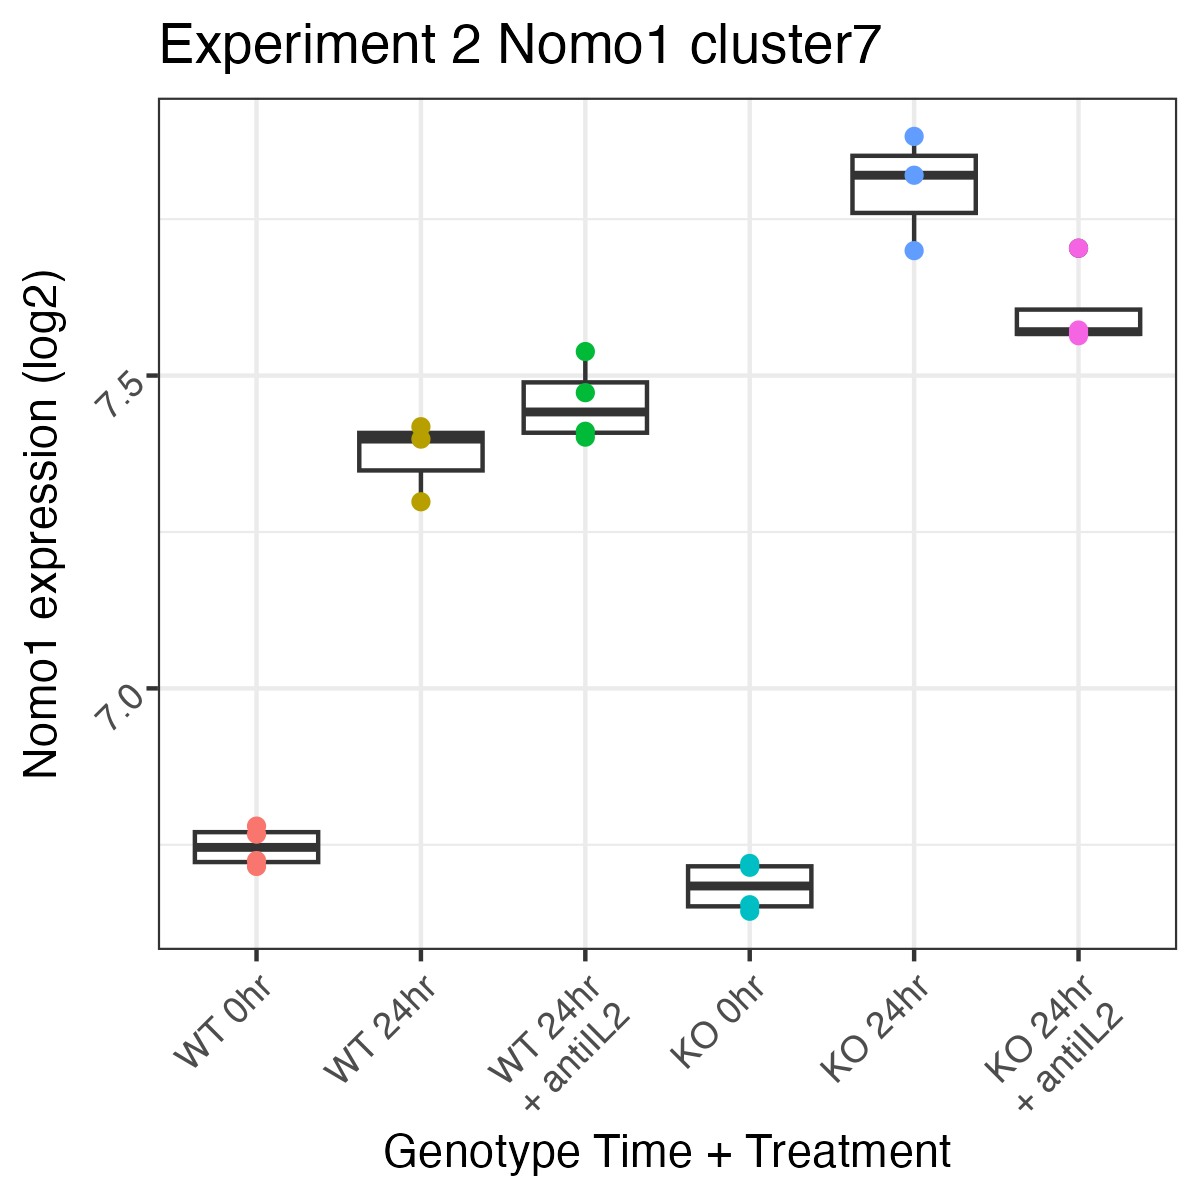 Experiment 2 Nomo1 cluster7
Nomo1 expression (log2)
7.5
7.0
WT 0hr
WT 24hr
WT 24hr
+ antiIL2
KO 0hr
KO 24hr
KO 24hr
+ antiIL2
Genotype Time + Treatment